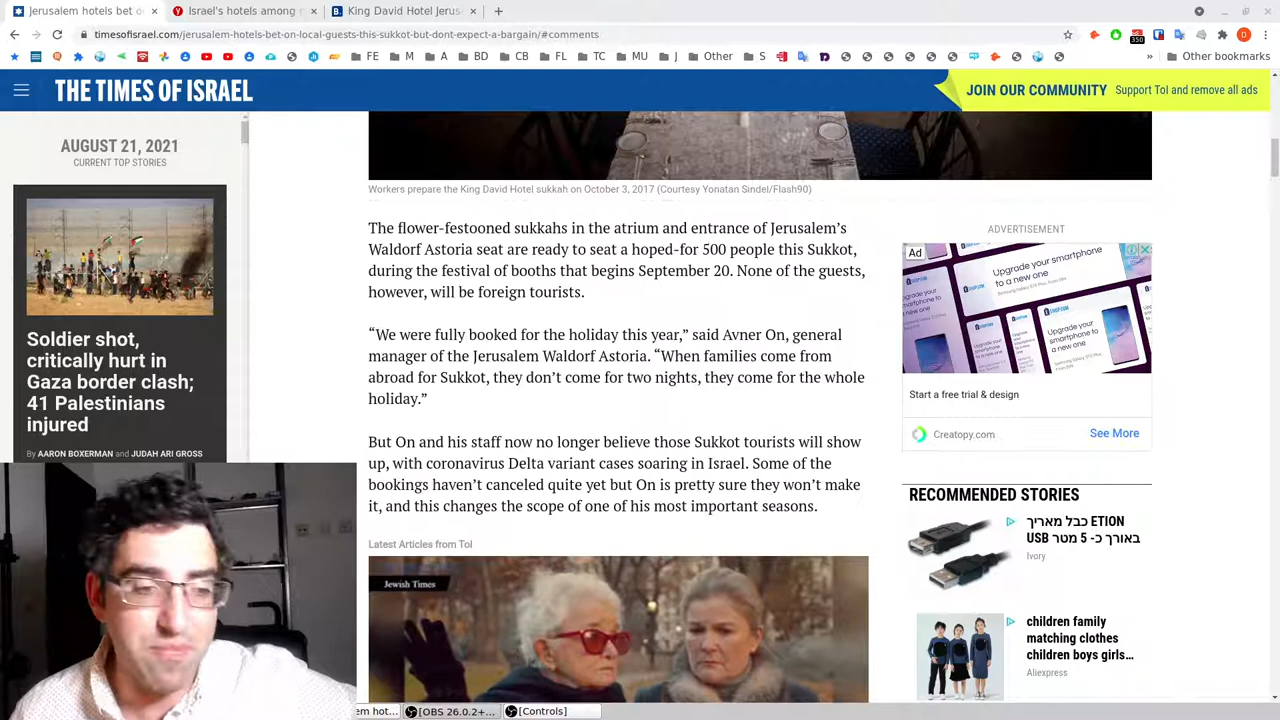 Jerusalem hotels bet o
Israel's hotels among
King David Hotel Jerus
timesofisrael.com/jerusalem-hotels-bet-on-local-guests-this-sukkot-but-dont-expect-a-bargain/#comments
350
D
FE
M
A
BD
CB
FL
TC
MU
J
Other
S
»
Other bookmarks
THE TIMES OF ISRAEL
JOIN OUR COMMUNITY
Support ToI and remove all ads
AUGUST 21, 2021
CURRENT TOP STORIES
Soldier shot,
critically hurt in
Gaza border clash;
41 Palestinians
injured
By AARON BOXERMAN and JUDAH ARI GROSS
Workers prepare the King David Hotel sukkah on October 3, 2017 (Courtesy Yonatan Sindel/Flash90)
The flower-festooned sukkahs in the atrium and entrance of Jerusalem’s
Waldorf Astoria seat are ready to seat a hoped-for 500 people this Sukkot,
during the festival of booths that begins September 20. None of the guests,
however, will be foreign tourists.
“We were fully booked for the holiday this year,” said Avner On, general
manager of the Jerusalem Waldorf Astoria. “When families come from
abroad for Sukkot, they don’t come for two nights, they come for the whole
holiday.”
But On and his staff now no longer believe those Sukkot tourists will show
up, with coronavirus Delta variant cases soaring in Israel. Some of the
bookings haven’t canceled quite yet but On is pretty sure they won’t make
it, and this changes the scope of one of his most important seasons.
Latest Articles from ToI
Jewish Times
ADVERTISEMENT
Ad
Upgrade your smartphone
to a new one
Start a free trial & design
Creatopy.com
See More
RECOMMENDED STORIES
ETION כבל מאריך
באורך כ- 5 מטר USB
Ivory
children family
matching clothes
children boys girls...
Aliexpress
em hot...
[OBS 26.0.2+...
[Controls]